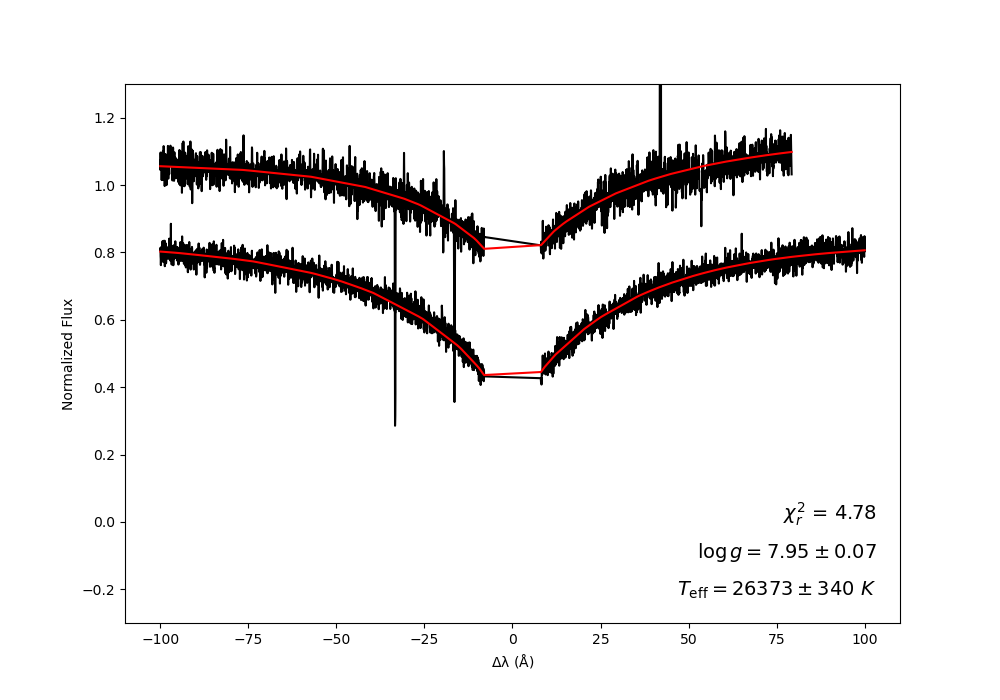 1.2
1.0
0.8
0.6
0.4
0.2
0.0
−0.2
Normalized Flux
χ²ᵣ = 4.78
log g = 7.95 ± 0.07
T_eff = 26373 ± 340 K
−100 −75 −50 −25 0 25 50 75 100
Δλ (Å)